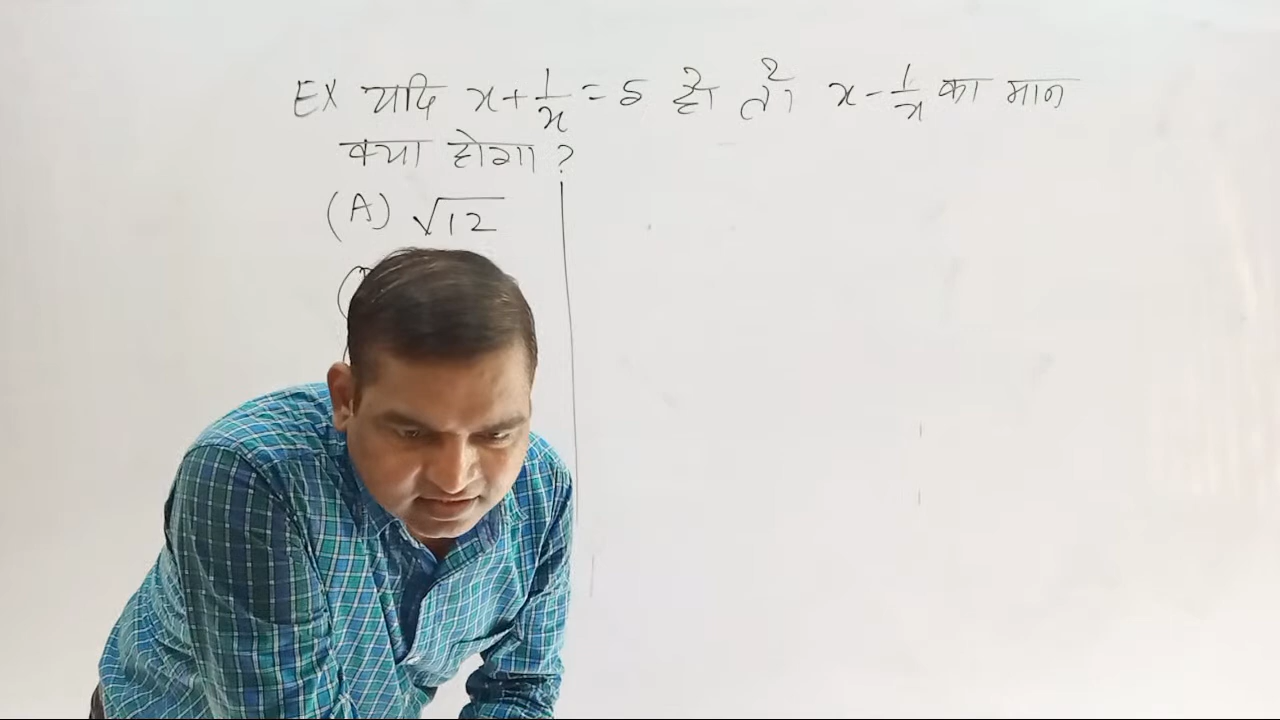 EX यदि x+1/x=5 हो तो x-1/x का मान
क्या होगा ?
(A) √12